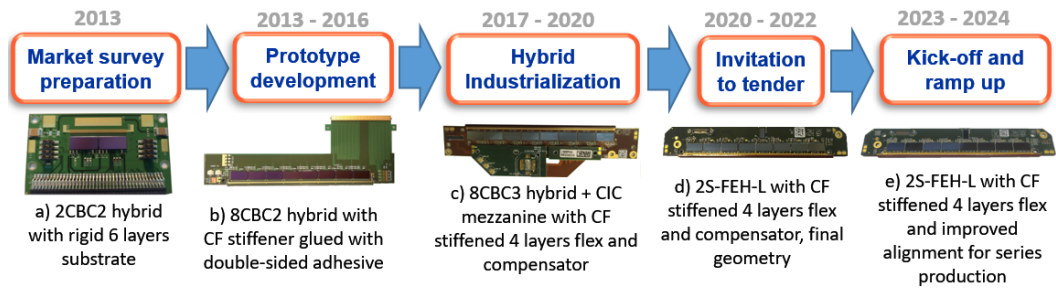 2013
Market survey
preparation
2013 - 2016
Prototype
development
2017 - 2020
Hybrid
Industrialization
2020 - 2022
Invitation
to tender
2023 - 2024
Kick-off and
ramp up
a) 2CBC2 hybrid
with rigid 6 layers
substrate
b) 8CBC2 hybrid with
CF stiffener glued with
double-sided adhesive
c) 8CBC3 hybrid + CIC
mezzanine with CF
stiffened 4 layers flex and
compensator
d) 2S-FEH-L with CF
stiffened 4 layers flex
and compensator, final
geometry
e) 2S-FEH-L with CF
stiffened 4 layers flex
and improved
alignment for series
production